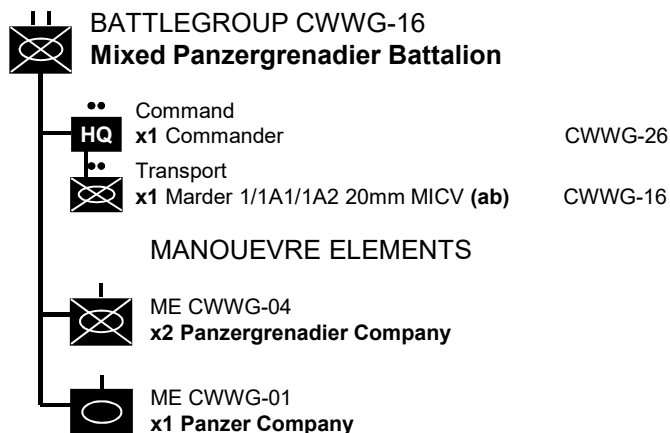 BATTLEGROUP CWWG-16
Mixed Panzergrenadier Battalion
Command
HQ x1 Commander CWWG-26
Transport
x1 Marder 1/1A1/1A2 20mm MICV (ab) CWWG-16
MANOUEVRE ELEMENTS
ME CWWG-04
x2 Panzergrenadier Company
ME CWWG-01
x1 Panzer Company